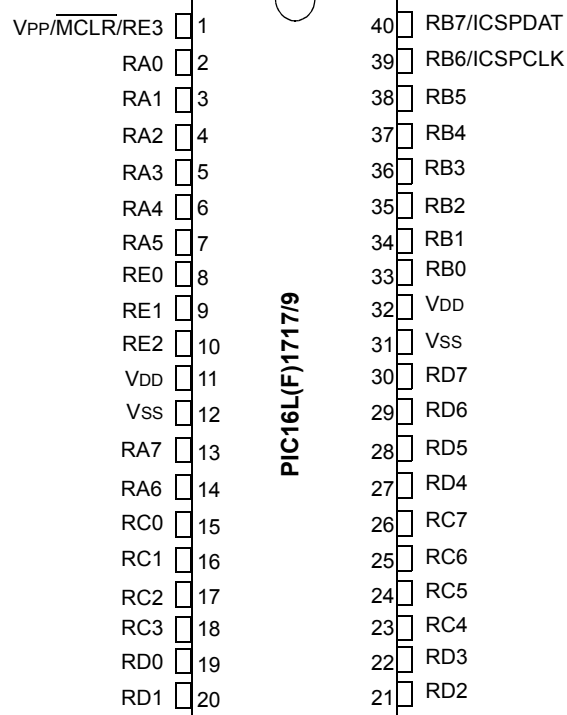 VPP/MCLR/RE3 1 40 RB7/ICSPDAT
RA0 2 39 RB6/ICSPCLK
RA1 3 38 RB5
RA2 4 37 RB4
RA3 5 36 RB3
RA4 6 35 RB2
RA5 7 34 RB1
RE0 8 33 RB0
RE1 9 32 VDD
RE2 10 31 VSS
VDD 11 30 RD7
VSS 12 29 RD6
RA7 13 28 RD5
RA6 14 27 RD4
RC0 15 26 RC7
RC1 16 25 RC6
RC2 17 24 RC5
RC3 18 23 RC4
RD0 19 22 RD3
RD1 20 21 RD2
PIC16L(F)1717/9